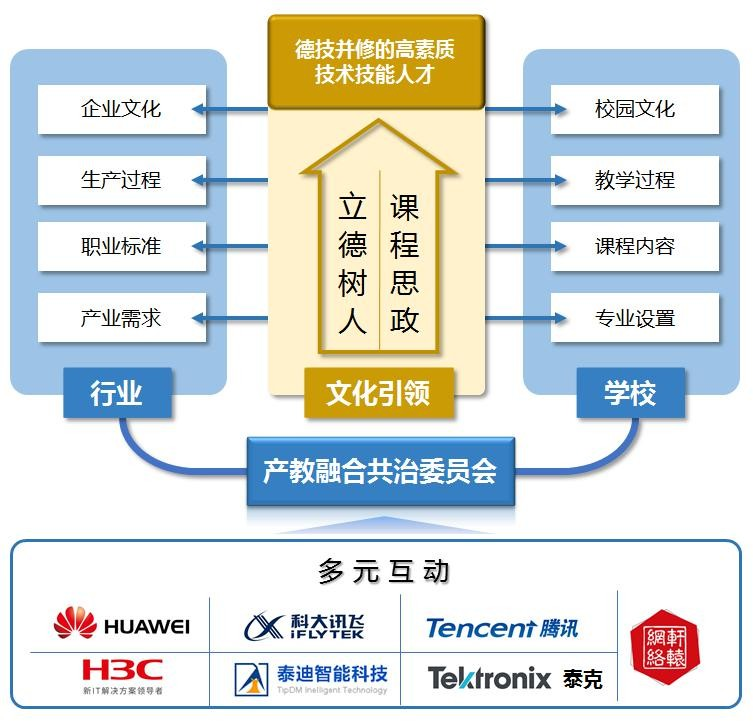 德技并修的高素质
技术技能人才
企业文化
校园文化
生产过程
教学过程
职业标准
课程内容
产业需求
专业设置
立德树人
课程思政
行业
文化引领
学校
产教融合共治委员会
多元互动
HUAWEI
科大讯飞
iFLYTEK
Tencent 腾讯
網絡
軒轅
H3C
新IT解决方案领导者
泰迪智能科技
TipDM Inelligent Technology
Tektronix 泰克